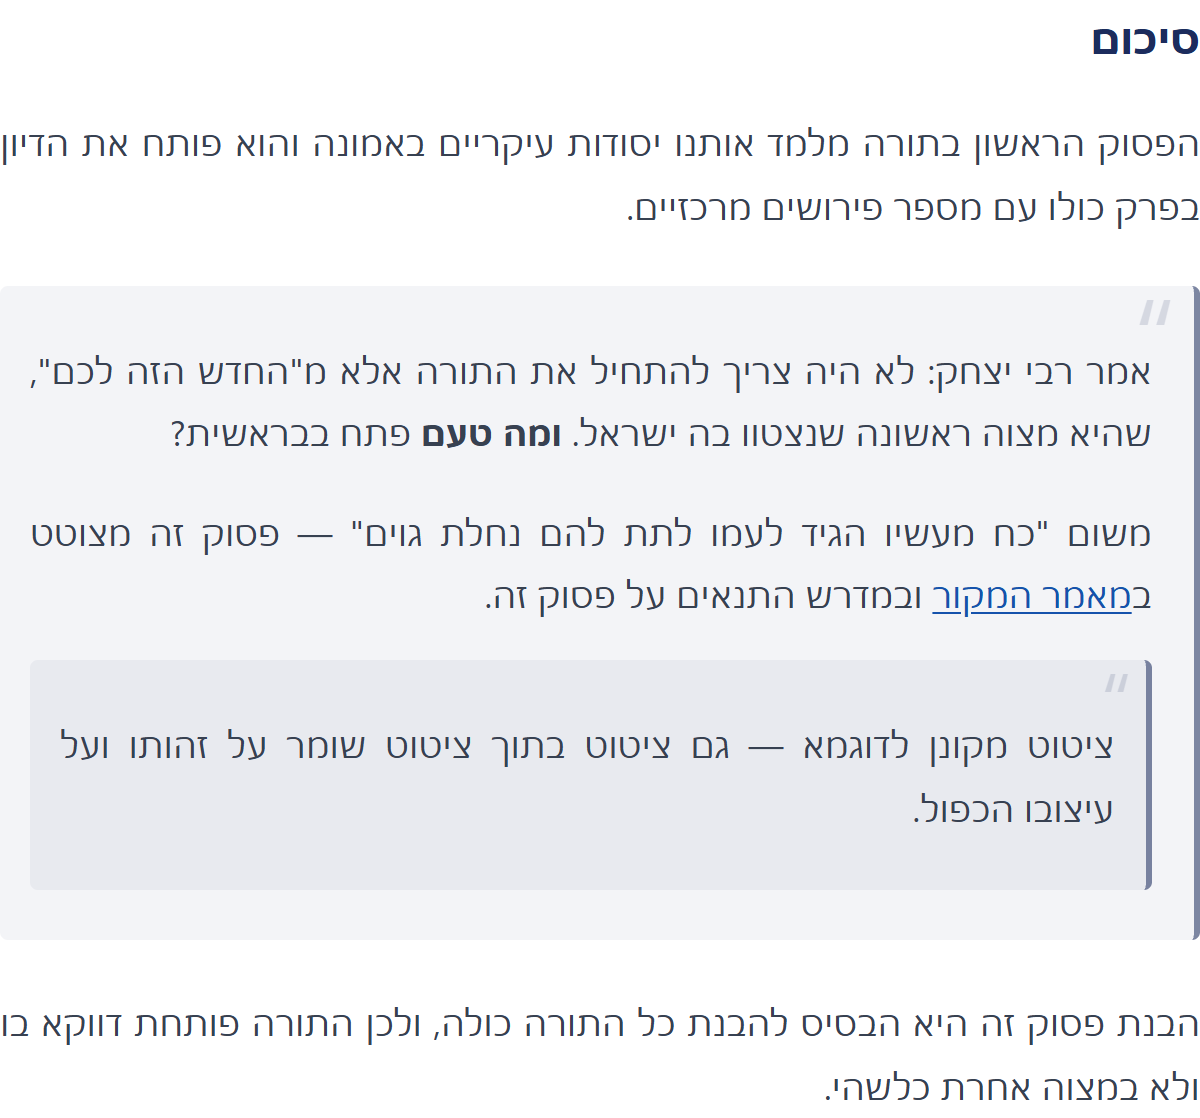 סיכום
הפסוק הראשון בתורה מלמד אותנו יסודות עיקריים באמונה והוא פותח את הדיון
בפרק כולו עם מספר פירושים מרכזיים.
"
אמר רבי יצחק: לא היה צריך להתחיל את התורה אלא מ"החדש הזה לכם",
שהיא מצוה ראשונה שנצטוו בה ישראל. ומה טעם פתח בבראשית?
משום "כח מעשיו הגיד לעמו לתת להם נחלת גוים" — פסוק זה מצוטט
במאמר המקור ובמדרש התנאים על פסוק זה.
"
ציטוט מקונן לדוגמא — גם ציטוט בתוך ציטוט שומר על זהותו ועל
עיצובו הכפול.
הבנת פסוק זה היא הבסיס להבנת כל התורה כולה, ולכן התורה פותחת דווקא בו
ולא במצוה אחרת כלשהי.